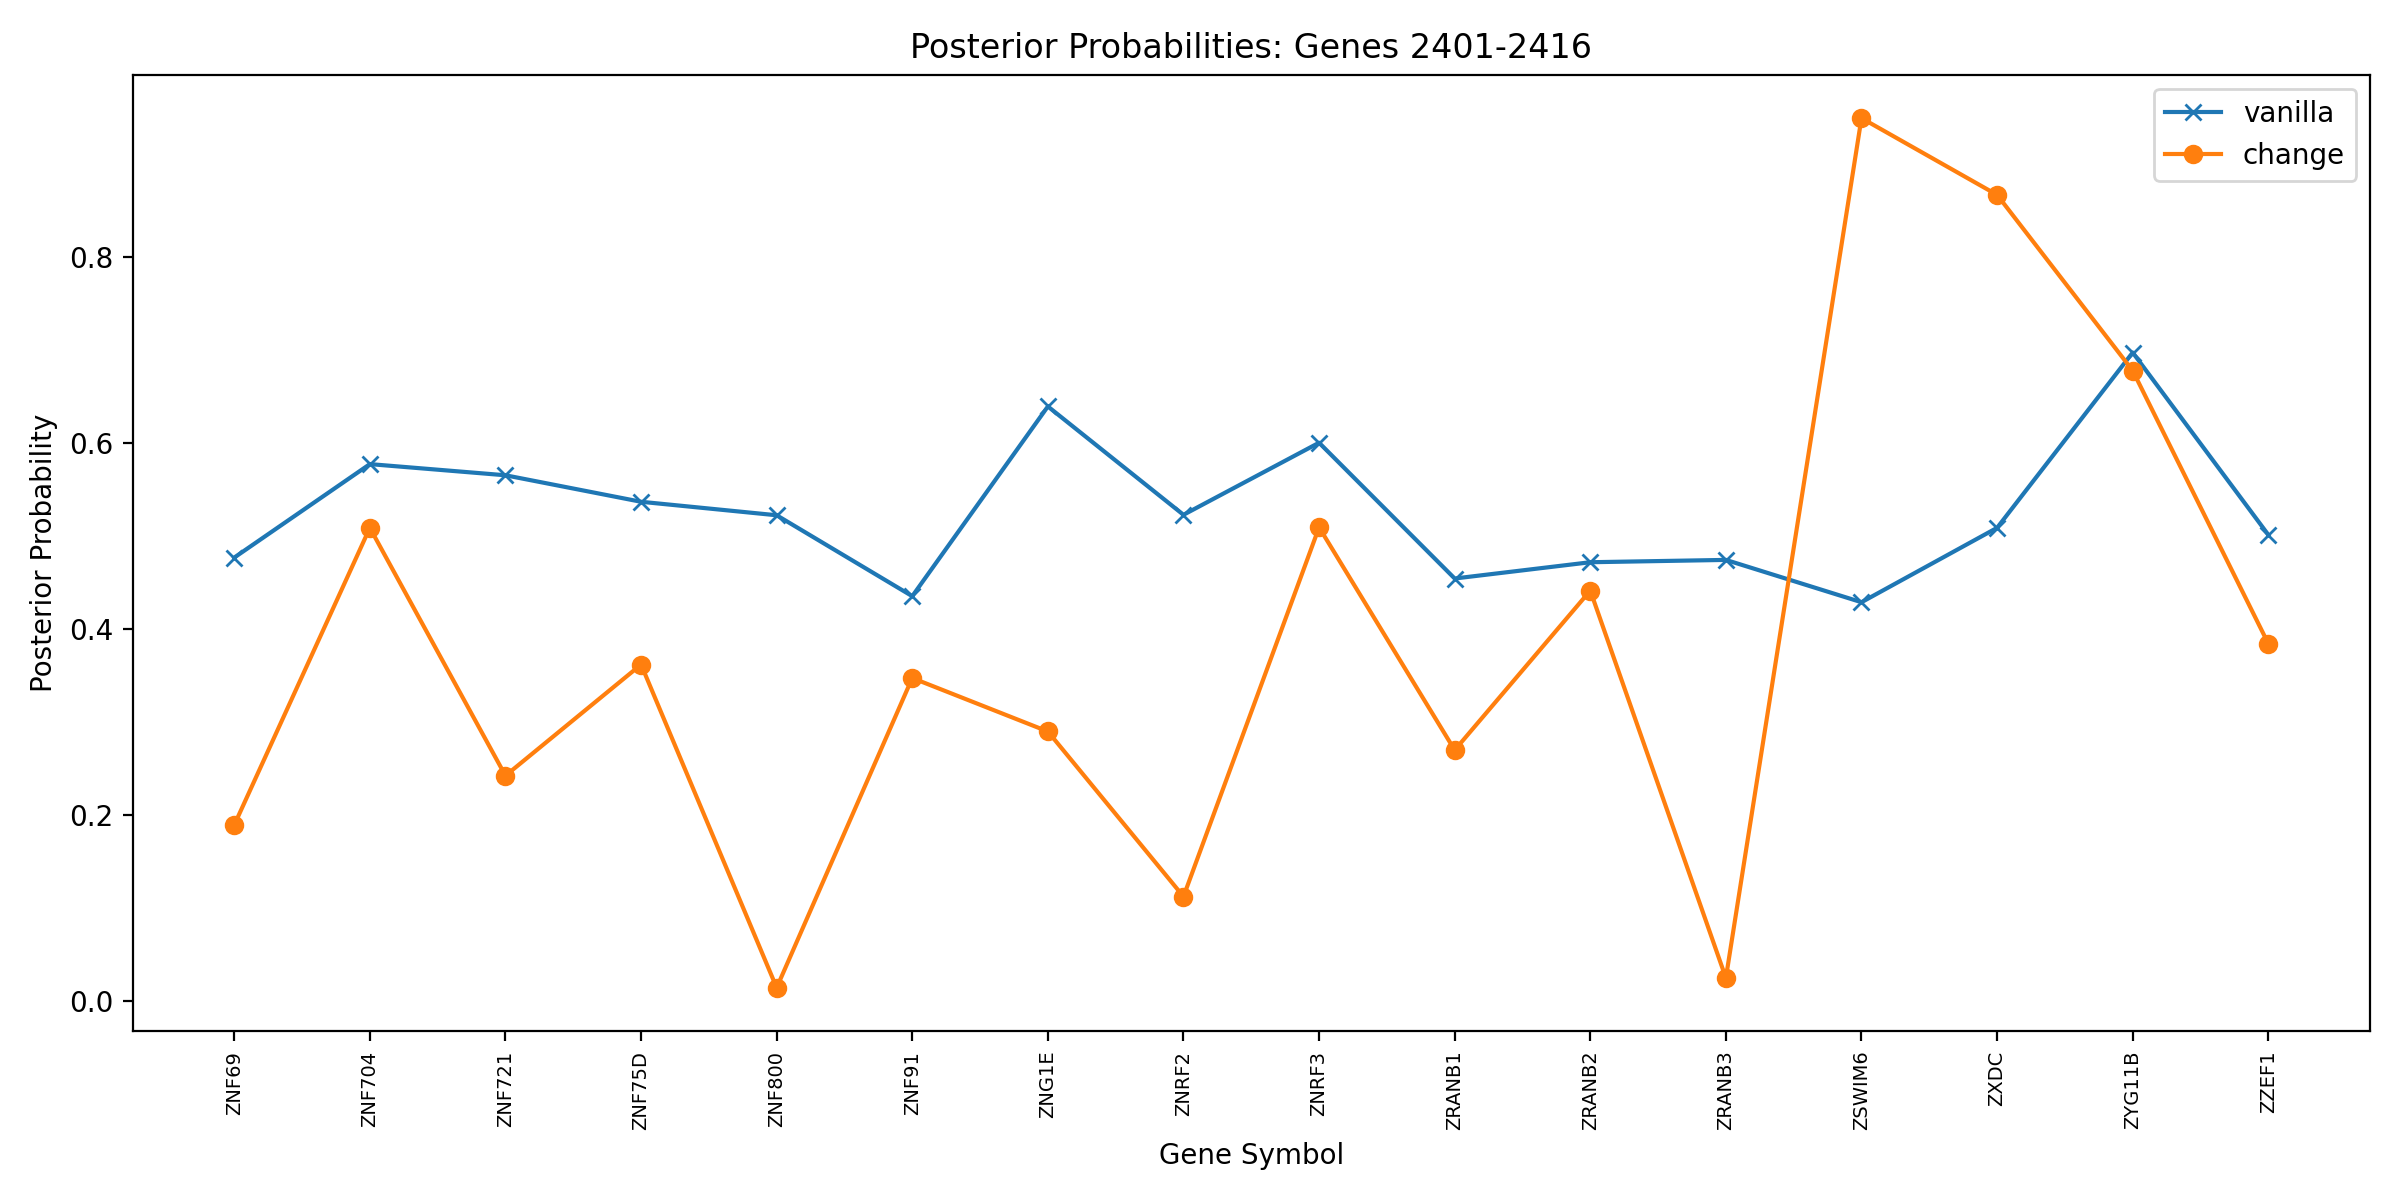 Posterior Probabilities: Genes 2401-2416
vanilla
change
Posterior Probability
0.8
0.6
0.4
0.2
0.0
ZNF69
ZNF704
ZNF721
ZNF75D
ZNF800
ZNF91
ZNG1E
ZNRF2
ZNRF3
ZRANB1
ZRANB2
ZRANB3
ZSWIM6
ZXDC
ZYG11B
ZZEF1
Gene Symbol